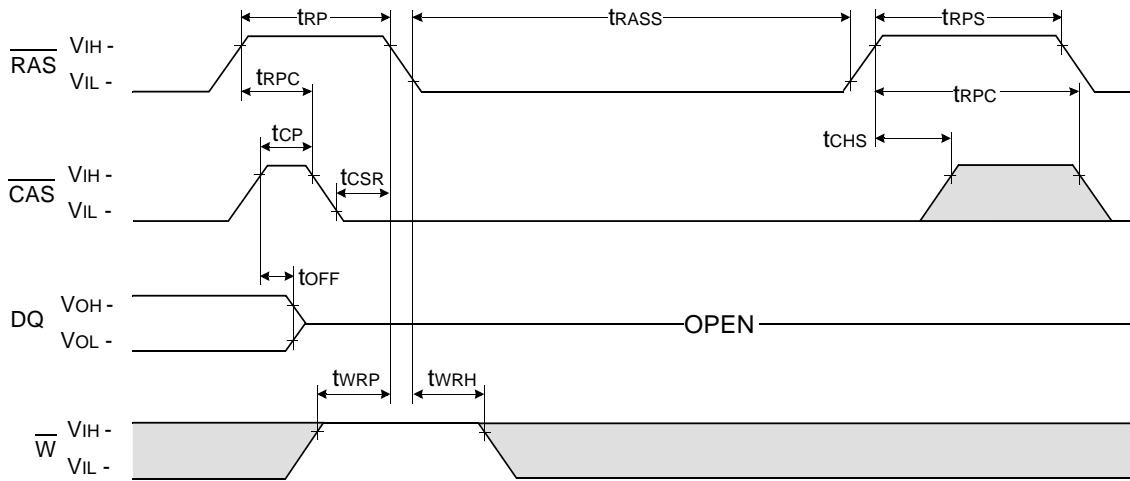 tRP
tRASS
tRPS
RAS
VIH -
VIL -
tRPC
tRPC
tCP
tCHS
CAS
VIH -
VIL -
tCSR
tOFF
DQ
VOH -
VOL -
OPEN
tWRP
tWRH
W
VIH -
VIL -